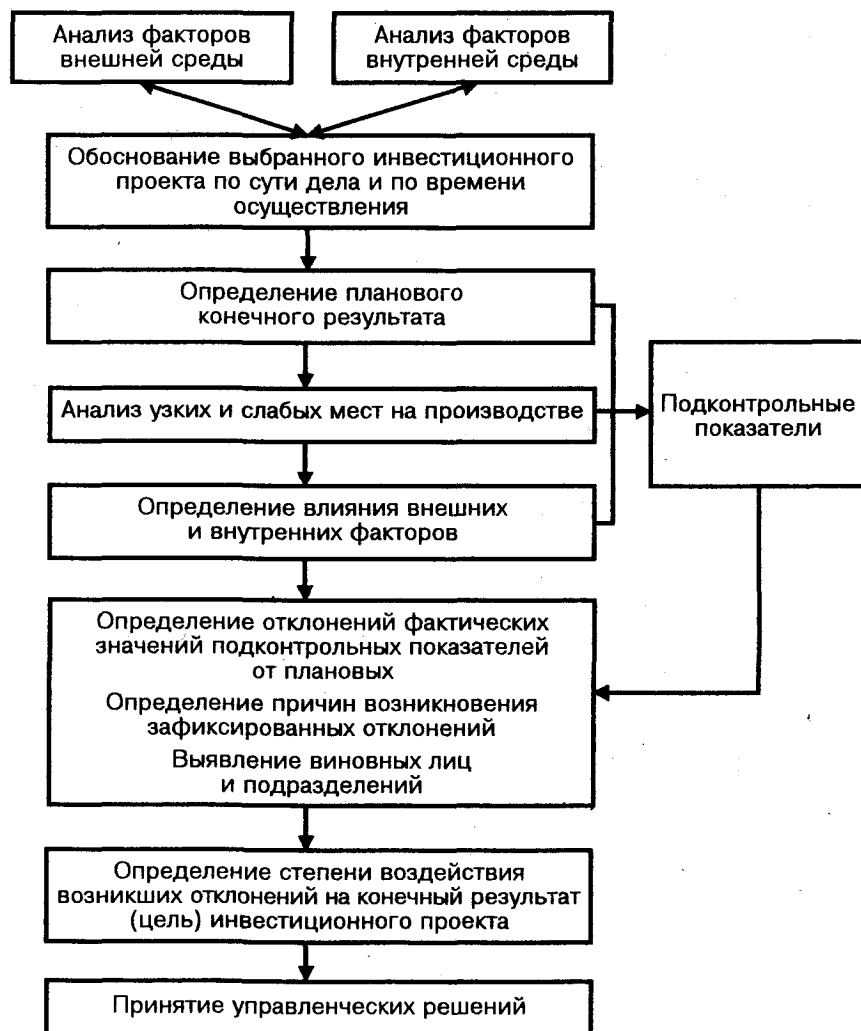 Анализ факторов
внешней среды
Анализ факторов
внутренней среды
Обоснование выбранного инвестиционного
проекта по сути дела и по времени
осуществления
Определение планового
конечного результата
Анализ узких и слабых мест на производстве
Определение влияния внешних
и внутренних факторов
Подконтрольные
показатели
Определение отклонений фактических
значений подконтрольных показателей
от плановых
Определение причин возникновения
зафиксированных отклонений
Выявление виновных лиц
и подразделений
Определение степени воздействия
возникших отклонений на конечный результат
(цель) инвестиционного проекта
Принятие управленческих решений